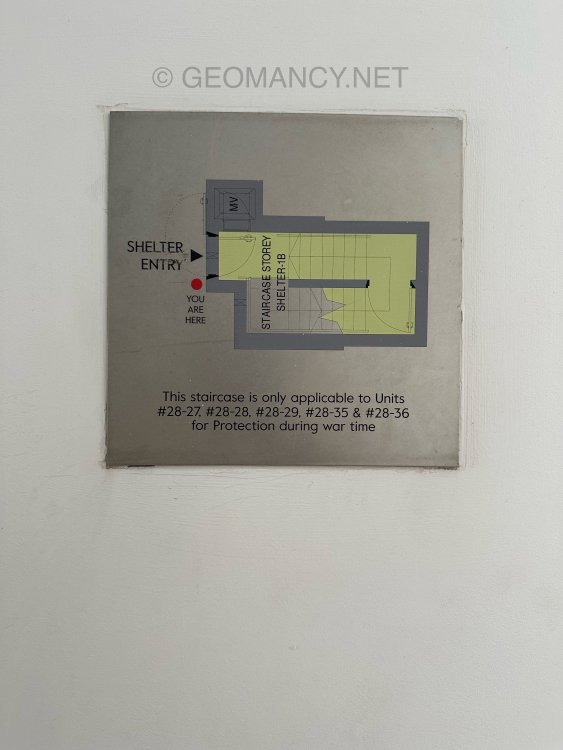 © GEOMANCY.NET
MV
SHELTER
ENTRY
STAIRCASE STOREY
SHELTER-1B
YOU
ARE
HERE
This staircase is only applicable to Units
#28-27, #28-28, #28-29, #28-35 & #28-36
for Protection during war time